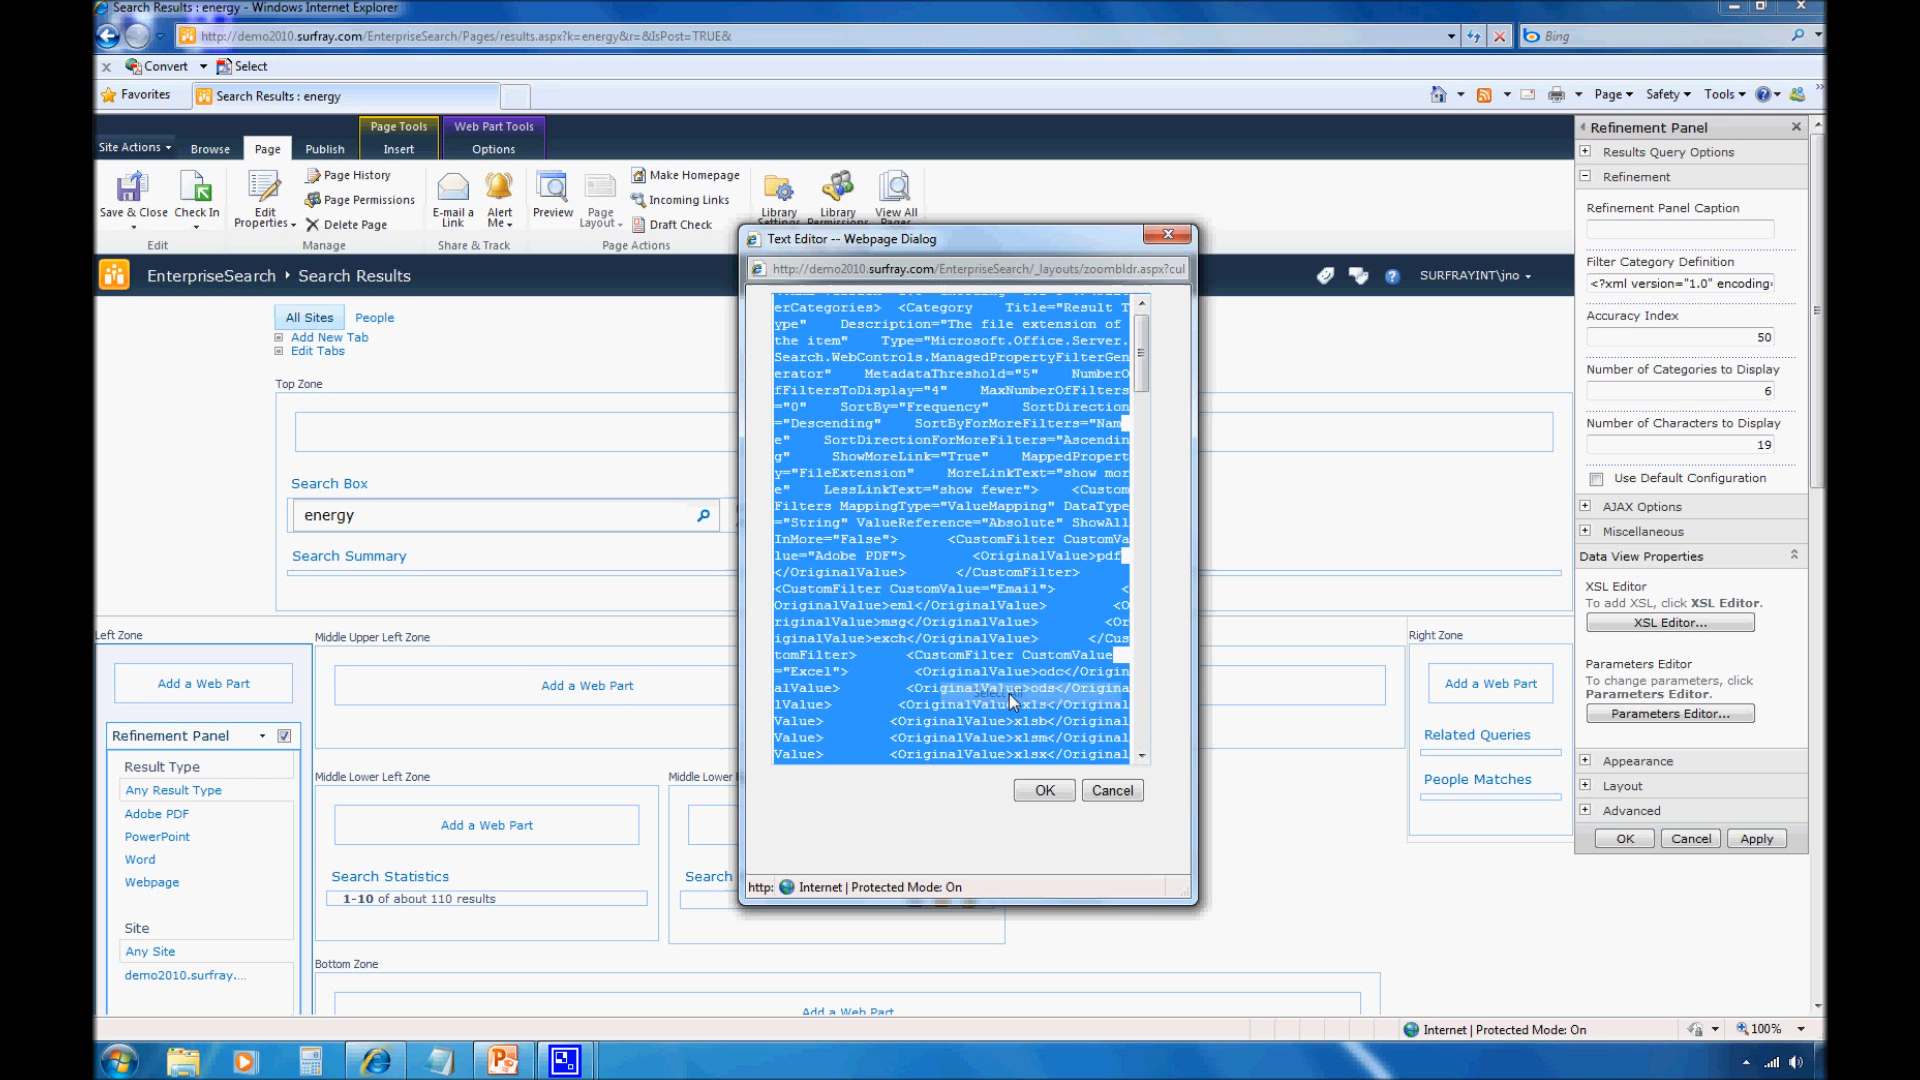 Search Results : energy - Windows Internet Explorer
http://demo2010.surfray.com/EnterpriseSearch/Pages/results.aspx?k=energy&r=&IsPost=TRUE&
Bing
x Convert Select
Favorites
Search Results : energy
Page Safety Tools
Site Actions Browse Page Publish
Page Tools
Insert
Web Part Tools
Options
Save & Close
Check In
Edit
Edit Properties
Page History
Page Permissions
Delete Page
Manage
E-mail a Link
Alert Me
Share & Track
Preview
Page Layout
Make Homepage
Incoming Links
Draft Check
Page Actions
Library
Library
View All
EnterpriseSearch Search Results
SURFRAYINT\jno
All Sites People
Add New Tab
Edit Tabs
Top Zone
Search Box
energy
Search Summary
Left Zone
Add a Web Part
Refinement Panel
Result Type
Any Result Type
Adobe PDF
PowerPoint
Word
Webpage
Site
Any Site
demo2010.surfray....
Middle Upper Left Zone
Add a Web Part
Middle Lower Left Zone
Add a Web Part
Search Statistics
1-10 of about 110 results
Middle Lower
Search
Bottom Zone
Add a Web Part
Right Zone
Add a Web Part
Related Queries
People Matches
Text Editor -- Webpage Dialog
http://demo2010.surfray.com/EnterpriseSearch/_layouts/zoombldr.aspx?cul
erCategories> <Category Title="Result T
ype" Description="The file extension of
the item" Type="Microsoft.Office.Server.
Search.WebControls.ManagedPropertyFilterGen
erator" MetadataThreshold="5" NumberO
fFiltersToDisplay="4" MaxNumberOfFilters
="0" SortBy="Frequency" SortDirection
="Descending" SortByForMoreFilters="Nam
e" SortDirectionForMoreFilters="Ascendin
g" ShowMoreLink="True" MappedPropert
y="FileExtension" MoreLinkText="show mor
e" LessLinkText="show fewer"> <Custom
Filters MappingType="ValueMapping" DataType
="String" ValueReference="Absolute" ShowAll
InMore="False"> <CustomFilter CustomVa
lue="Adobe PDF"> <OriginalValue>pdf
</OriginalValue> </CustomFilter>
<CustomFilter CustomValue="Email"> <
OriginalValue>eml</OriginalValue> <O
riginalValue>msg</OriginalValue> <Or
iginalValue>exch</OriginalValue> </Cus
tomFilter> <CustomFilter CustomValue
="Excel"> <OriginalValue>odc</Origin
alValue> <OriginalValue>ods</Origina
lValue> <OriginalValue>xls</Original
Value> <OriginalValue>xlsb</Original
Value> <OriginalValue>xlsm</Original
Value> <OriginalValue>xlsx</Original
OK Cancel
http: Internet | Protected Mode: On
Refinement Panel
Results Query Options
Refinement
Refinement Panel Caption
Filter Category Definition
<?xml version="1.0" encoding=
Accuracy Index
50
Number of Categories to Display
6
Number of Characters to Display
19
Use Default Configuration
AJAX Options
Miscellaneous
Data View Properties
XSL Editor
To add XSL, click XSL Editor.
XSL Editor...
Parameters Editor
To change parameters, click
Parameters Editor.
Parameters Editor...
Appearance
Layout
Advanced
OK Cancel Apply
Internet | Protected Mode: On
100%